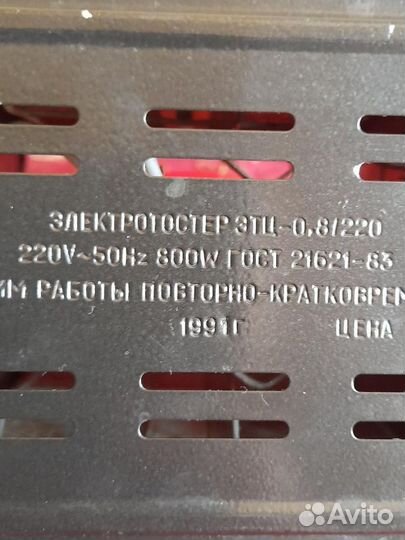 ЭЛЕКТРОТОСТЕР ЭТЦ-0,8/220
220V~50Hz 800W ГОСТ 21621-83
ИМ РАБОТЫ ПОВТОРНО-КРАТКОВРЕМ
1991Г ЦЕНА
Avito